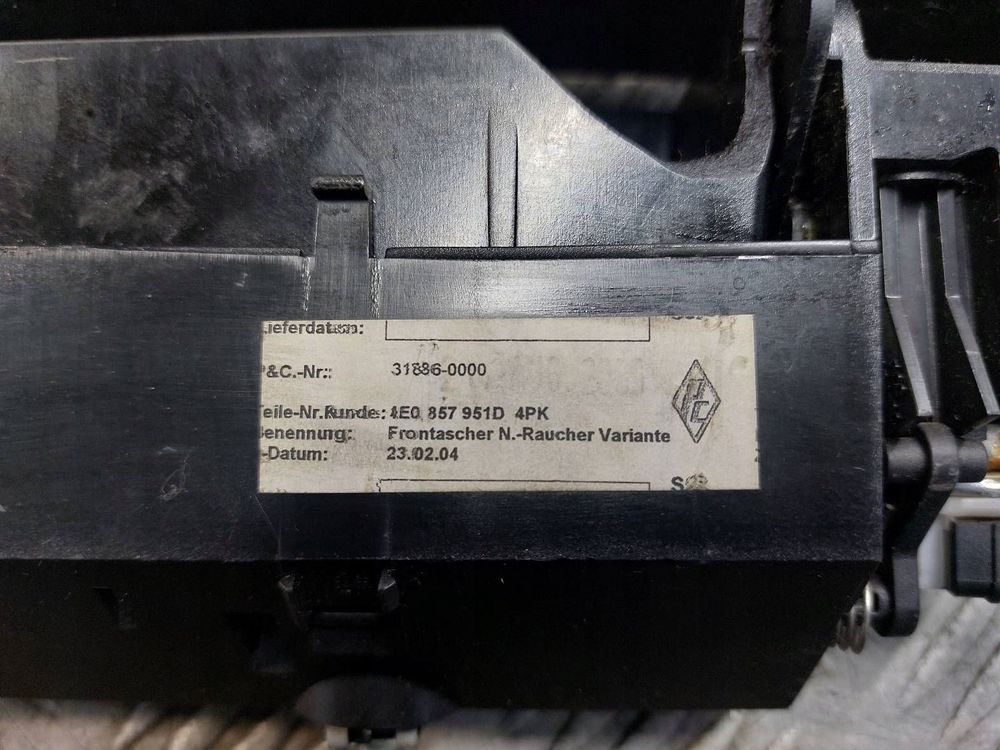 Lieferdatum:
P&C.-Nr.: 31886-0000
Teile-Nr.Kunde: 4E0 857 951D 4PK
Benennung: Frontascher N.-Raucher Variante
-Datum: 23.02.04